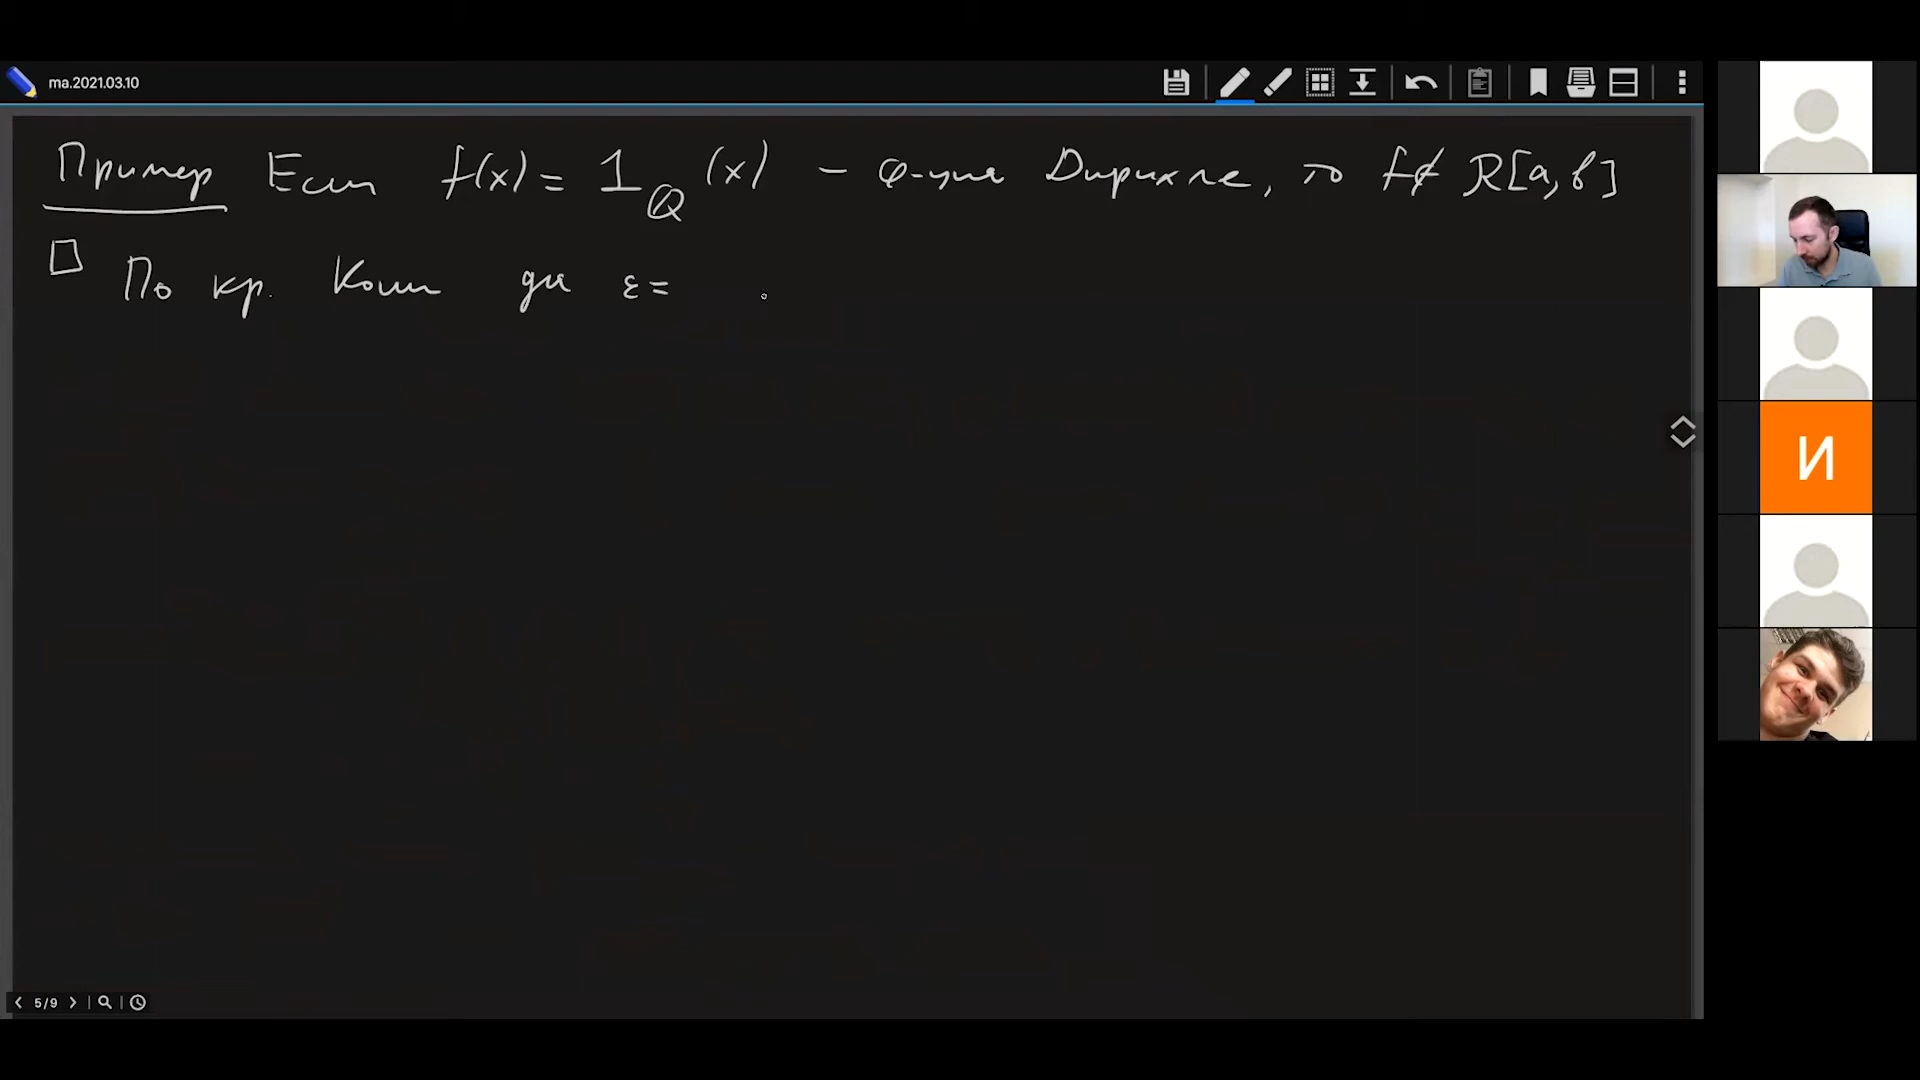 ma.2021.03.10
Пример Если f(x) = 1_Q (x) – ф-ция Дирихле, то f ∉ R[a, b]
□ По кр. Коши для ε =
И
5/9